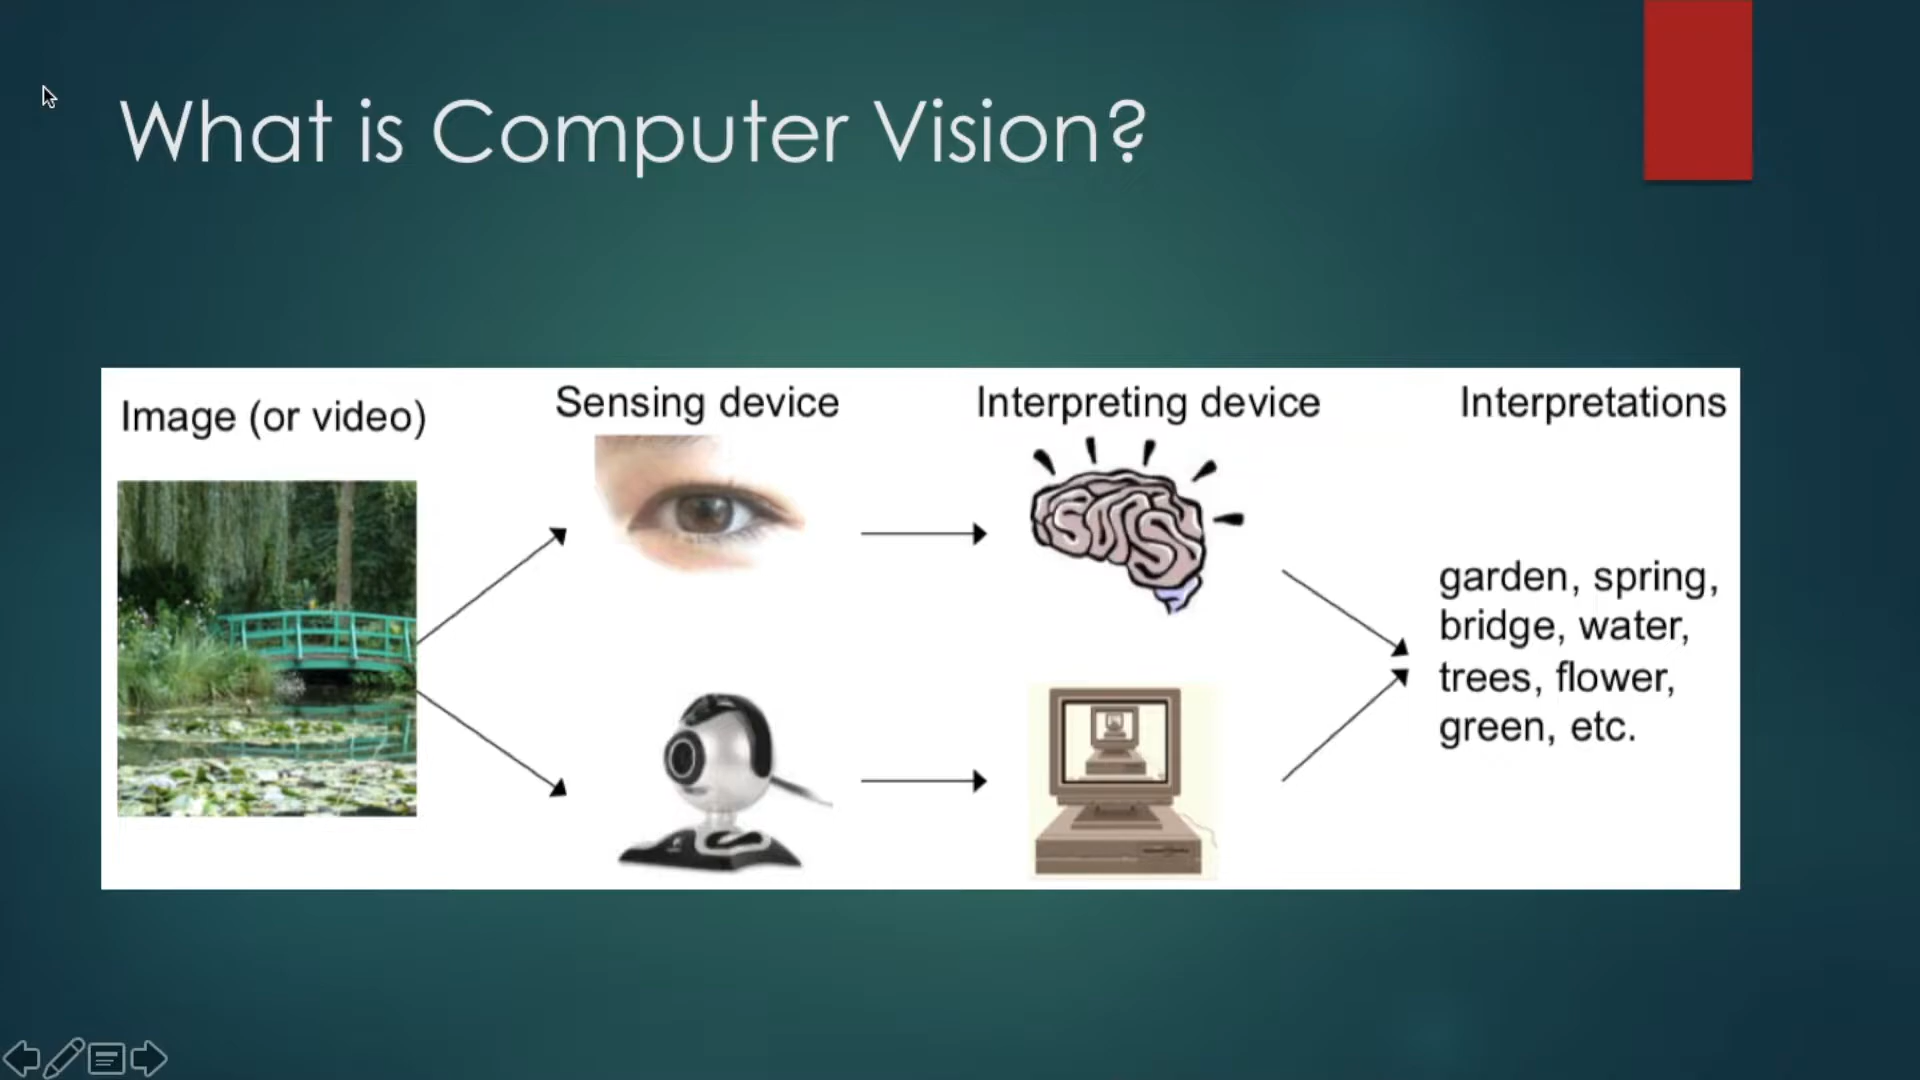 What is Computer Vision?
Image (or video)
Sensing device
Interpreting device
Interpretations
garden, spring,
bridge, water,
trees, flower,
green, etc.